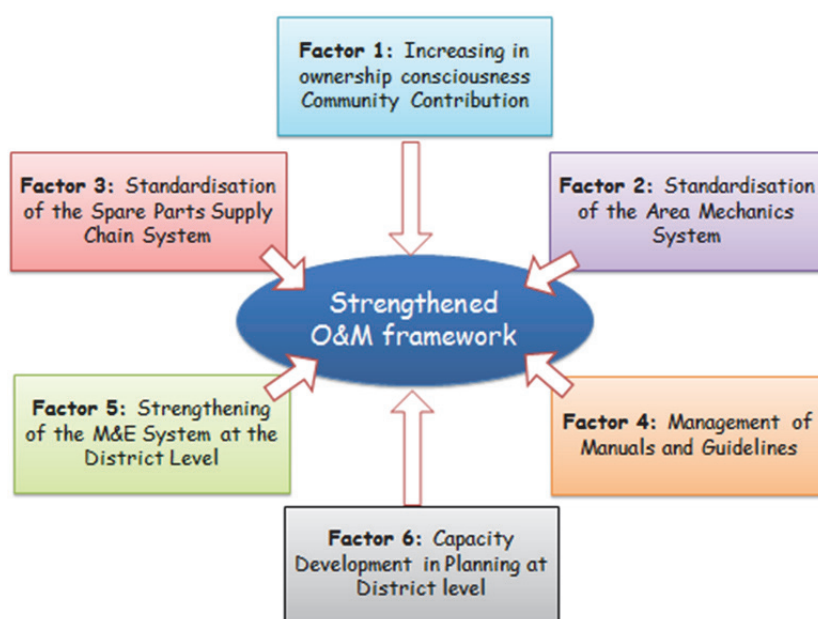 Factor 1: Increasing in
ownership consciousness
Community Contribution
Factor 3: Standardisation
of the Spare Parts Supply
Chain System
Factor 2: Standardisation
of the Area Mechanics
System
Strengthened
O&M framework
Factor 5: Strengthening
of the M&E System at the
District Level
Factor 4: Management of
Manuals and Guidelines
Factor 6: Capacity
Development in Planning at
District level